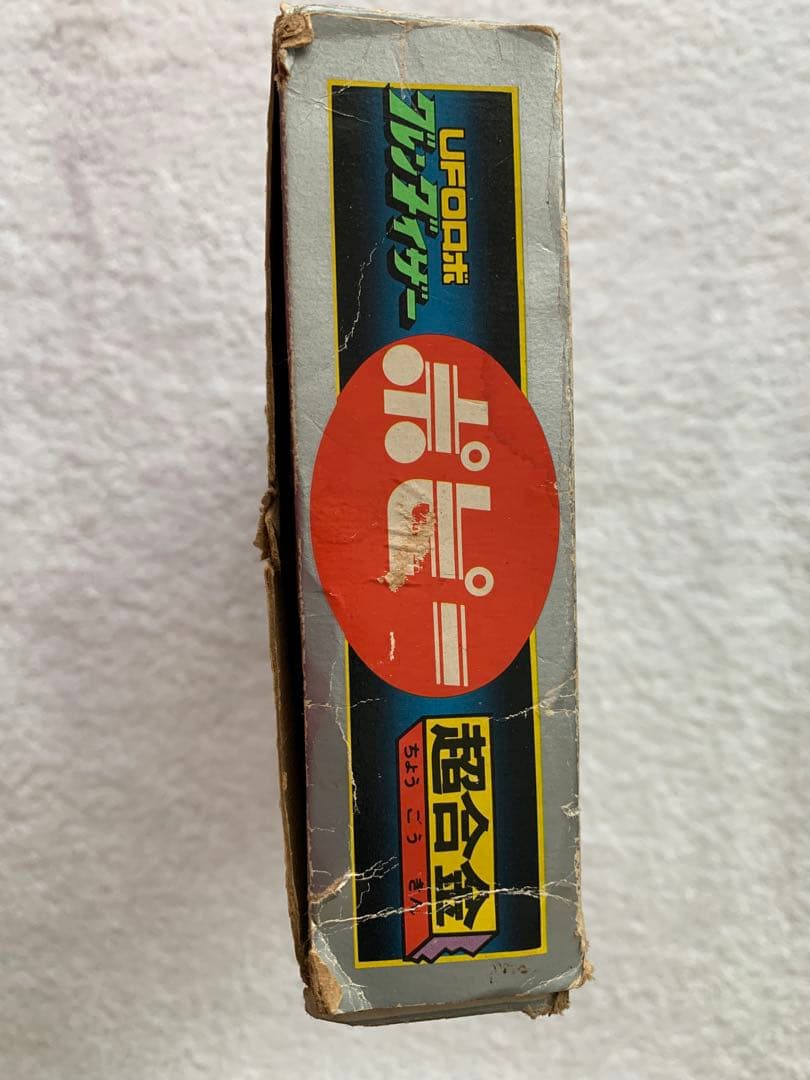 UFOロボ
グレンダイザー
ポピー
超合金
ちょう ごう きん